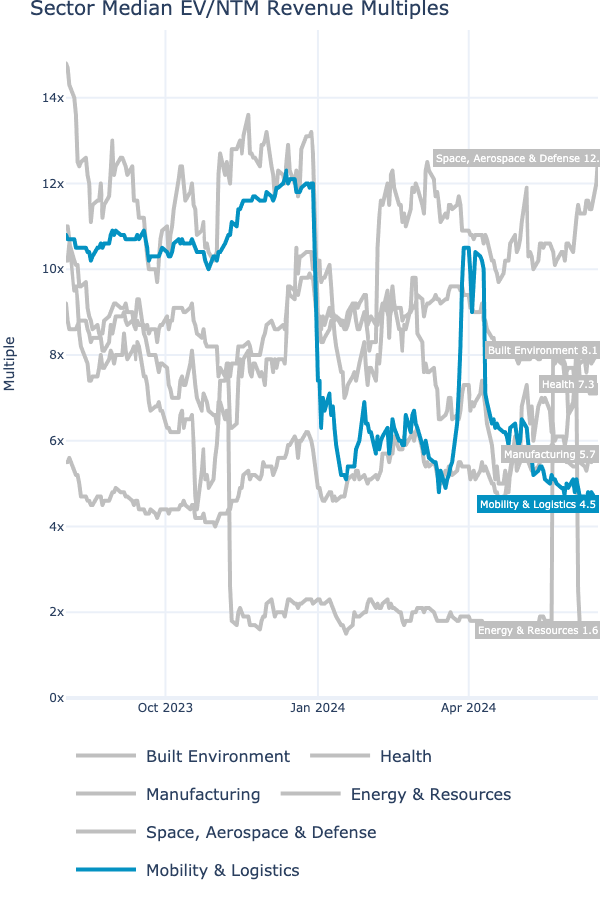 Sector Median EV/NTM Revenue Multiples
Multiple
14x
12x
10x
8x
6x
4x
2x
0x
Oct 2023
Jan 2024
Apr 2024
Space, Aerospace & Defense 12.
Built Environment 8.1
Health 7.3
Manufacturing 5.7
Mobility & Logistics 4.5
Energy & Resources 1.6
Built Environment
Health
Manufacturing
Energy & Resources
Space, Aerospace & Defense
Mobility & Logistics